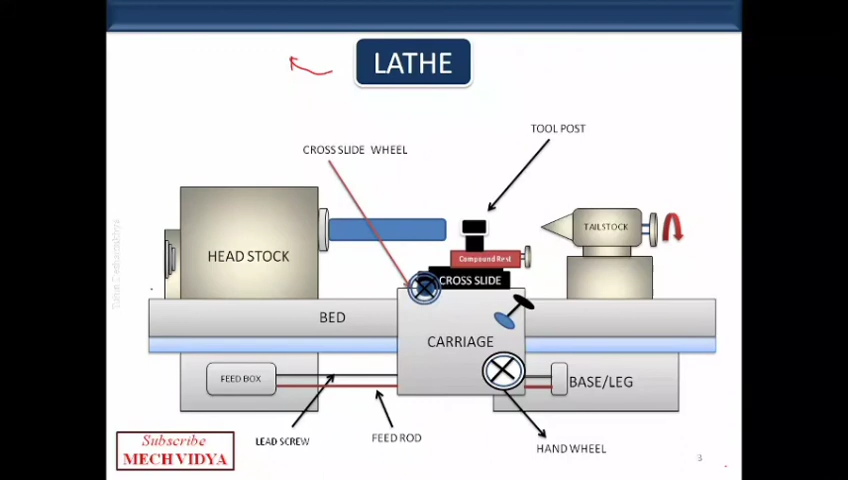 LATHE
TOOL POST
CROSS SLIDE WHEEL
TAILSTOCK
HEAD STOCK
Compound Rest
CROSS SLIDE
BED
CARRIAGE
FEED BOX
BASE/LEG
LEAD SCREW
FEED ROD
HAND WHEEL
Subscribe
MECH VIDYA
3